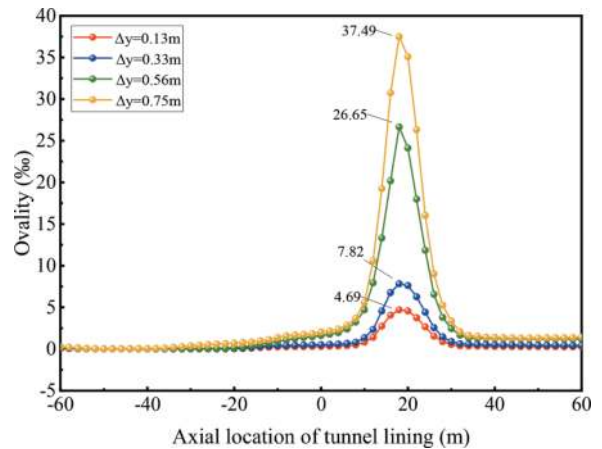 40
35
30
25
20
15
10
5
0
-5
Ovality (‰)
Δy=0.13m
Δy=0.33m
Δy=0.56m
Δy=0.75m
37.49
26.65
7.82
4.69
-60 -40 -20 0 20 40 60
Axial location of tunnel lining (m)